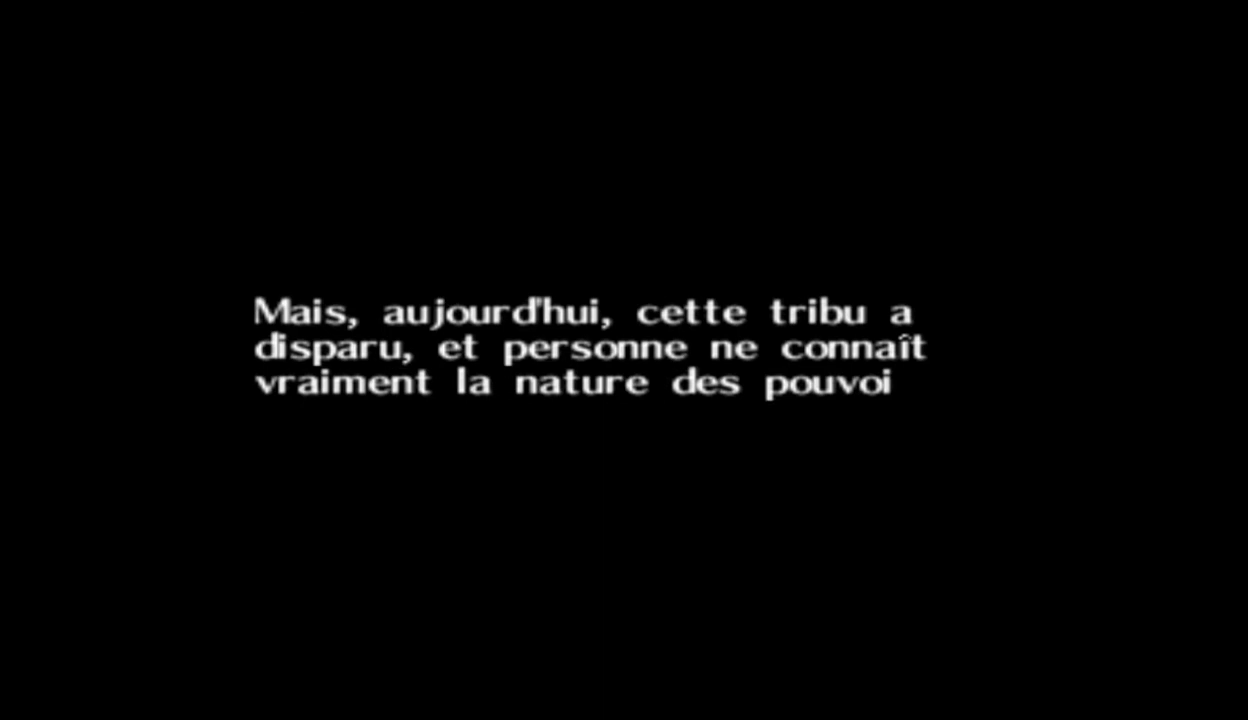 Mais, aujourd'hui, cette tribu a
disparu, et personne ne connaît
vraiment la nature des pouvoi